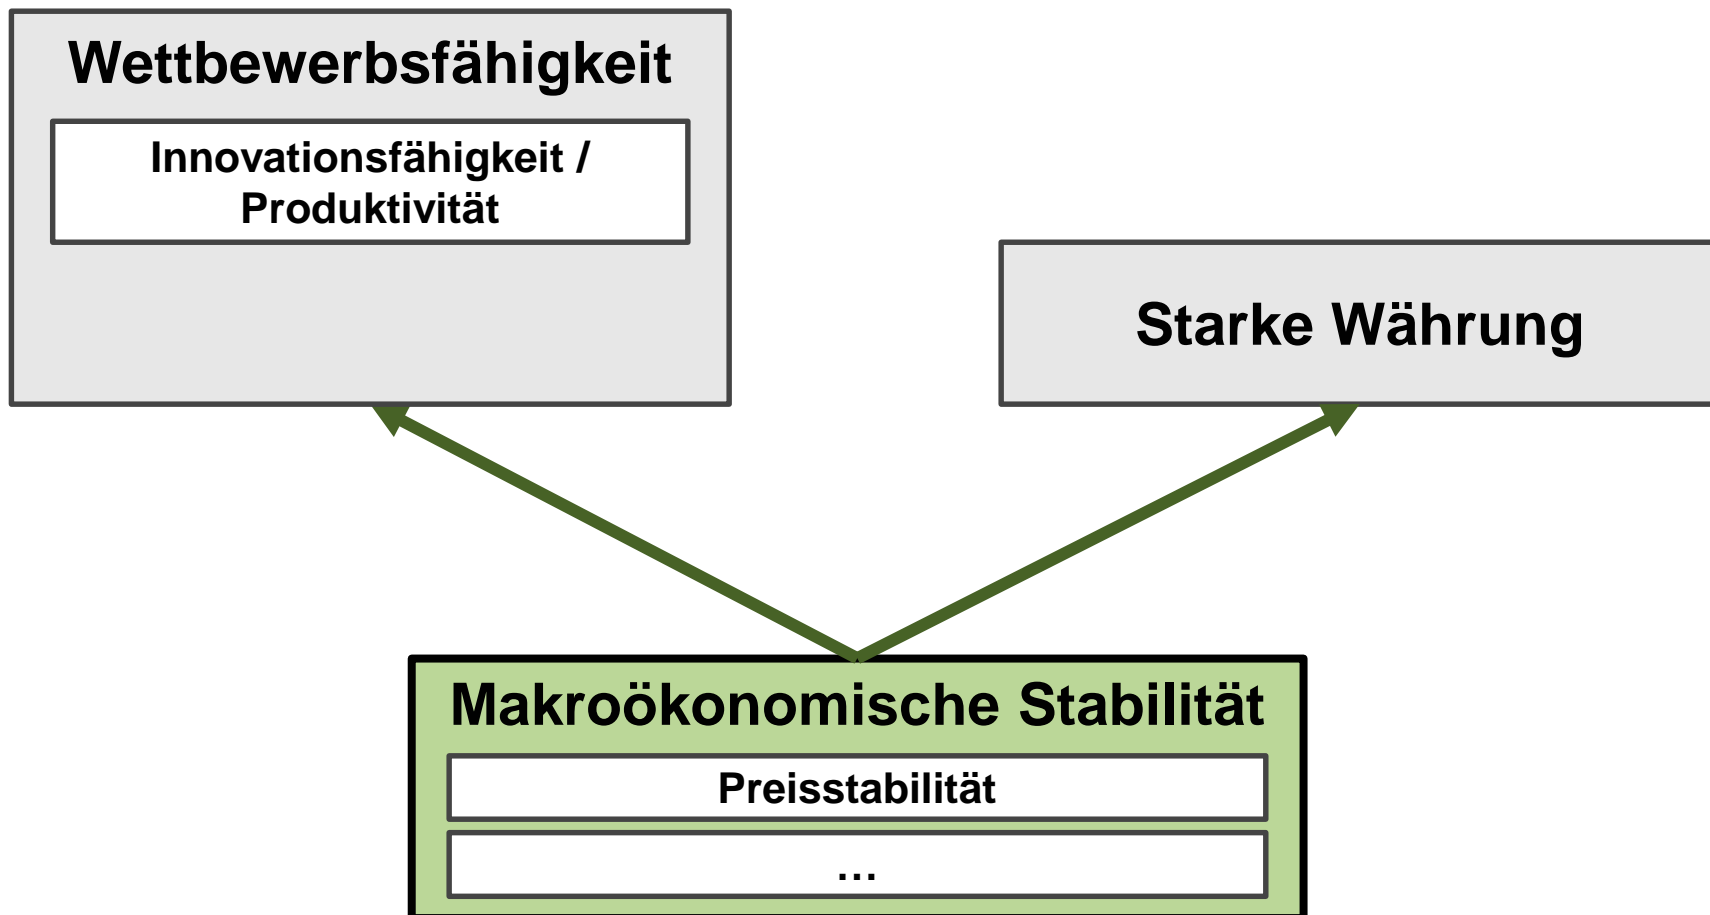 Wettbewerbsfähigkeit
Innovationsfähigkeit /
Produktivität
Starke Währung
Makroökonomische Stabilität
Preisstabilität
…